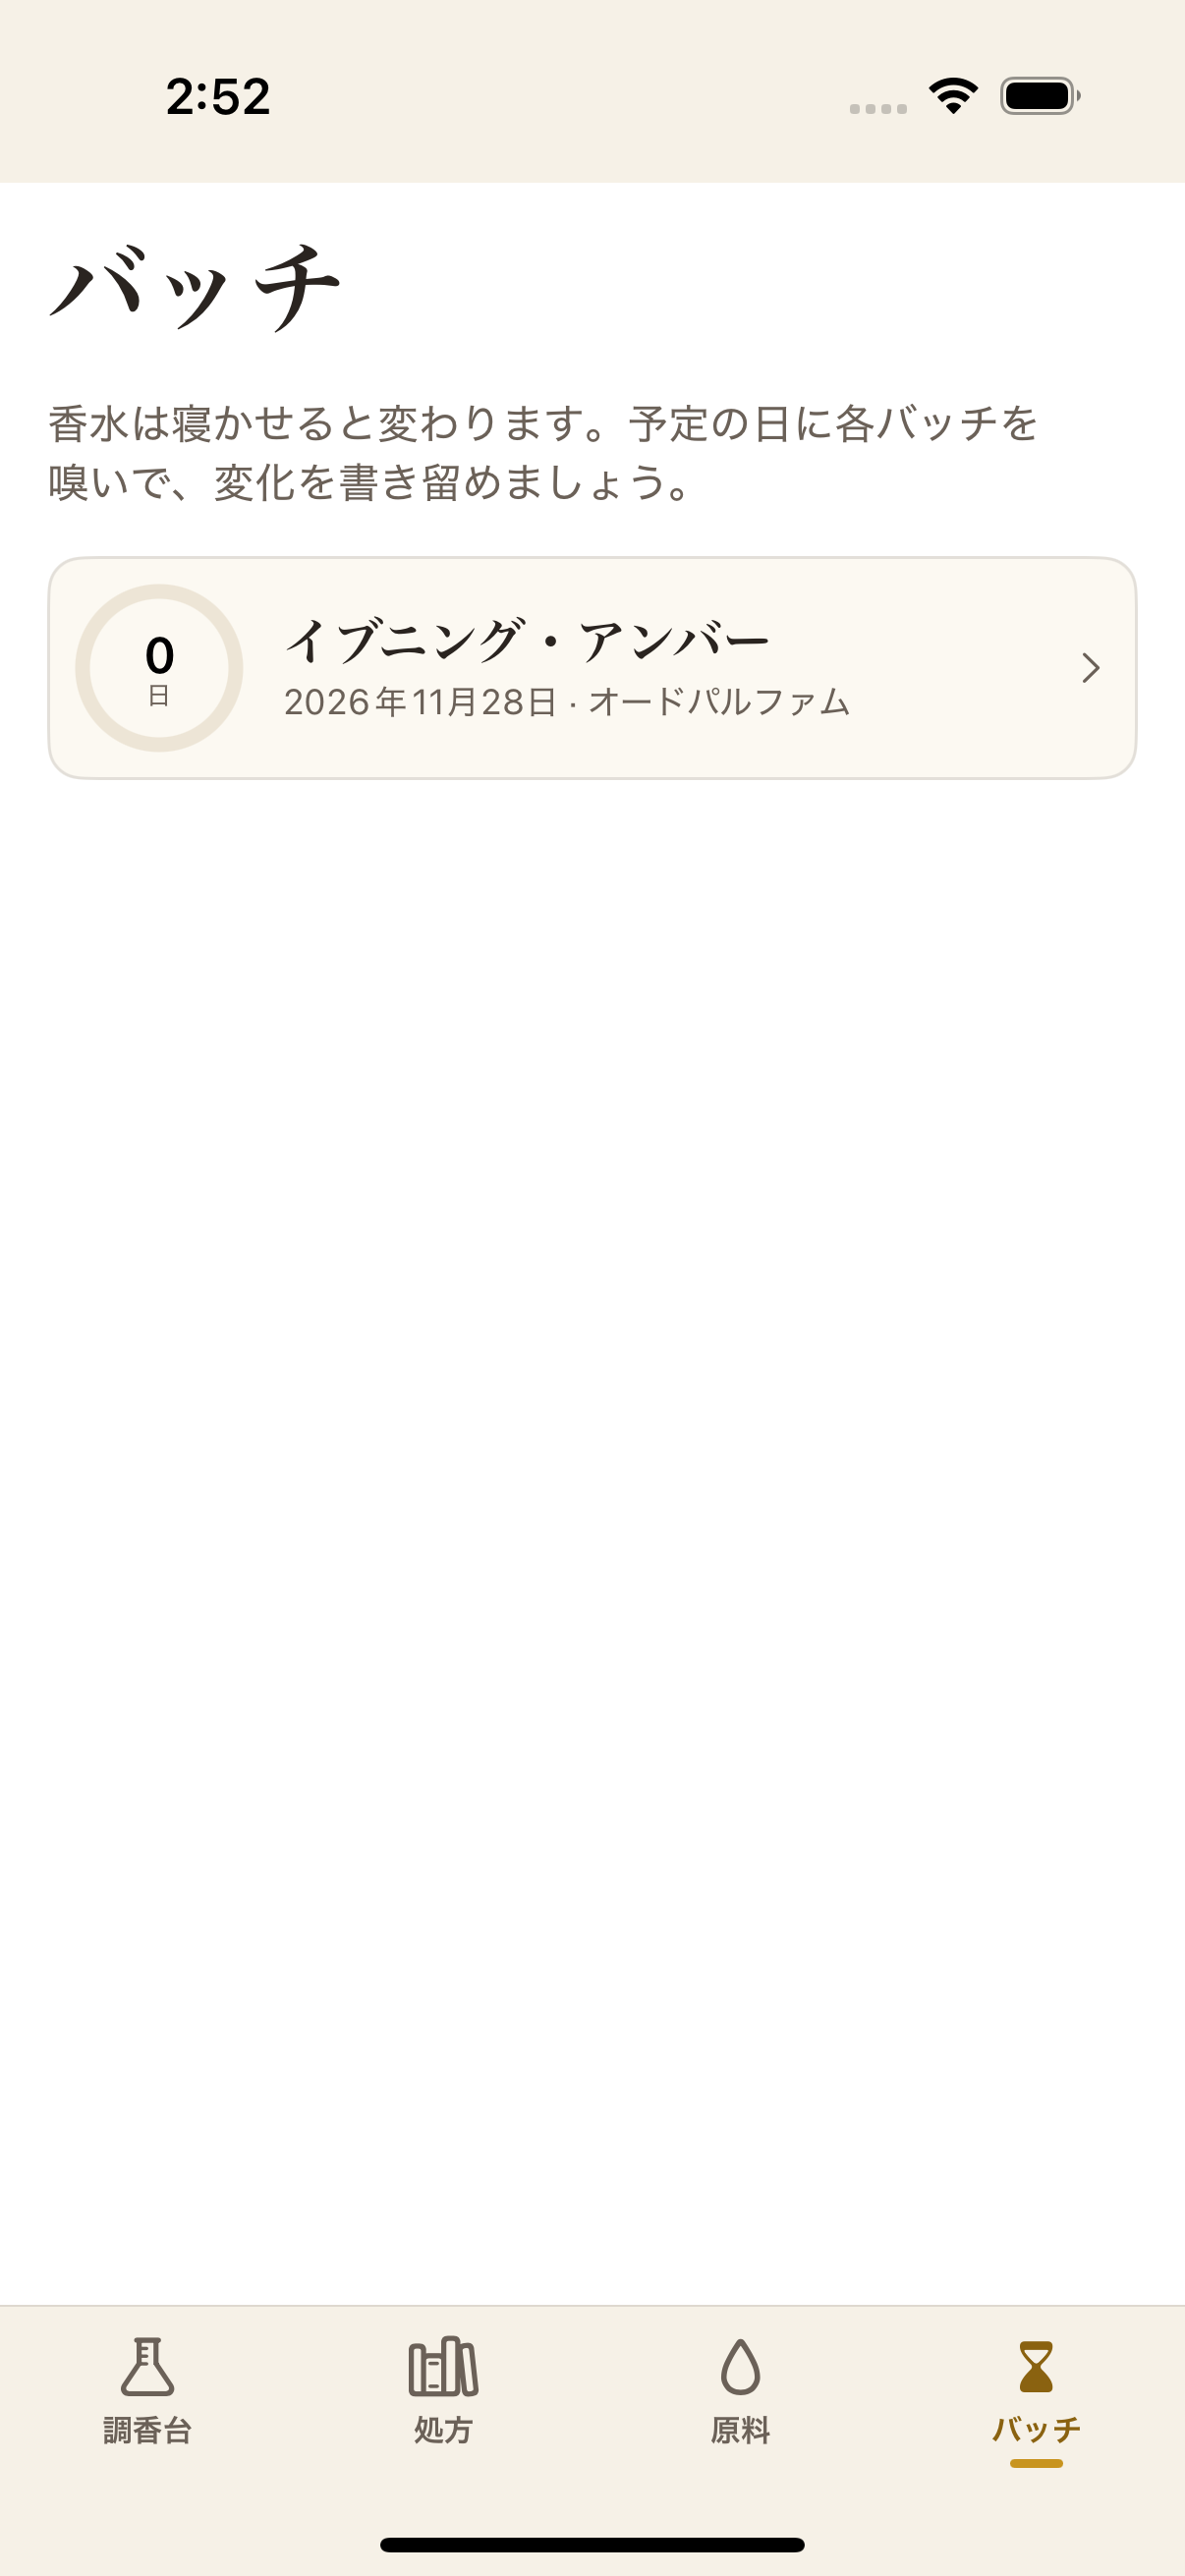 2:52
バッチ
香水は寝かせると変わります。予定の日に各バッチを
嗅いで、変化を書き留めましょう。
0
日
イブニング・アンバー
2026年11月28日 · オードパルファム
調香台
処方
原料
バッチ